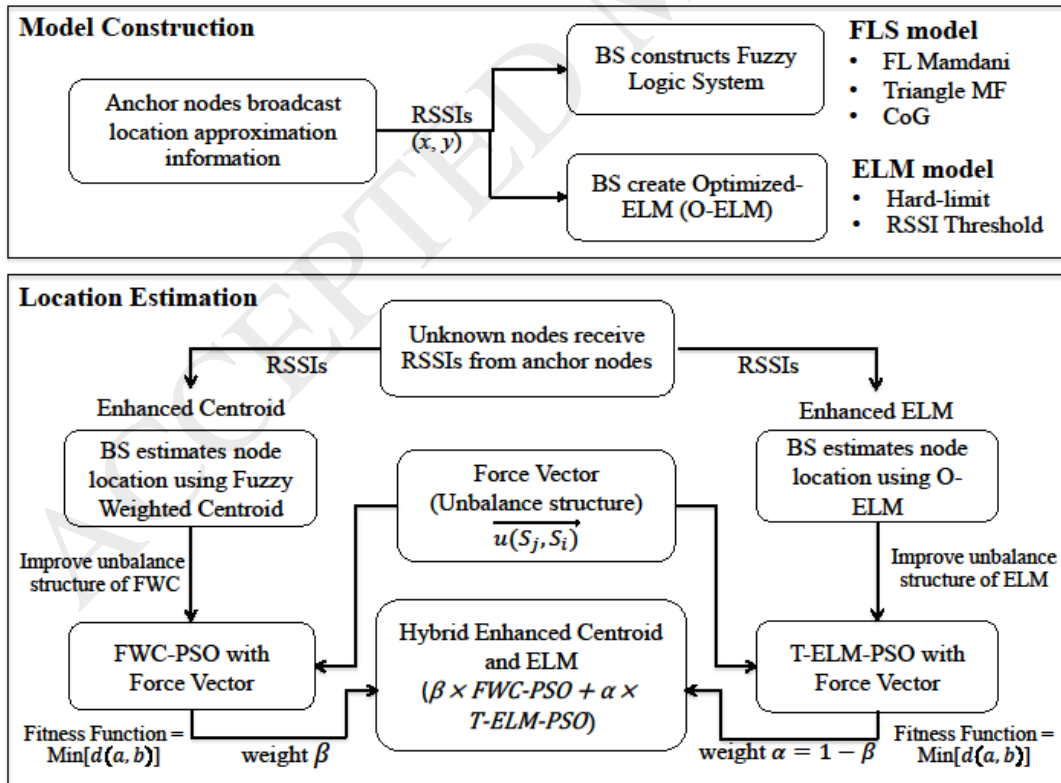 Model Construction
Anchor nodes broadcast
location approximation
information
RSSIs
(x, y)
BS constructs Fuzzy
Logic System
BS create Optimized-
ELM (O-ELM)
FLS model
• FL Mamdani
• Triangle MF
• CoG
ELM model
• Hard-limit
• RSSI Threshold
Location Estimation
Unknown nodes receive
RSSIs from anchor nodes
RSSIs
RSSIs
Enhanced Centroid
BS estimates node
location using Fuzzy
Weighted Centroid
Force Vector
(Unbalance structure)
$\overrightarrow{u(S_j, S_i)}$
Enhanced ELM
BS estimates node
location using O-
ELM
Improve unbalance
structure of FWC
Improve unbalance
structure of ELM
FWC-PSO with
Force Vector
Hybrid Enhanced Centroid
and ELM
(β × FWC-PSO + α ×
T-ELM-PSO)
T-ELM-PSO with
Force Vector
Fitness Function =
Min[d(a, b)]
weight β
weight α = 1 − β
Fitness Function =
Min[d(a, b)]
ACCEPTED M